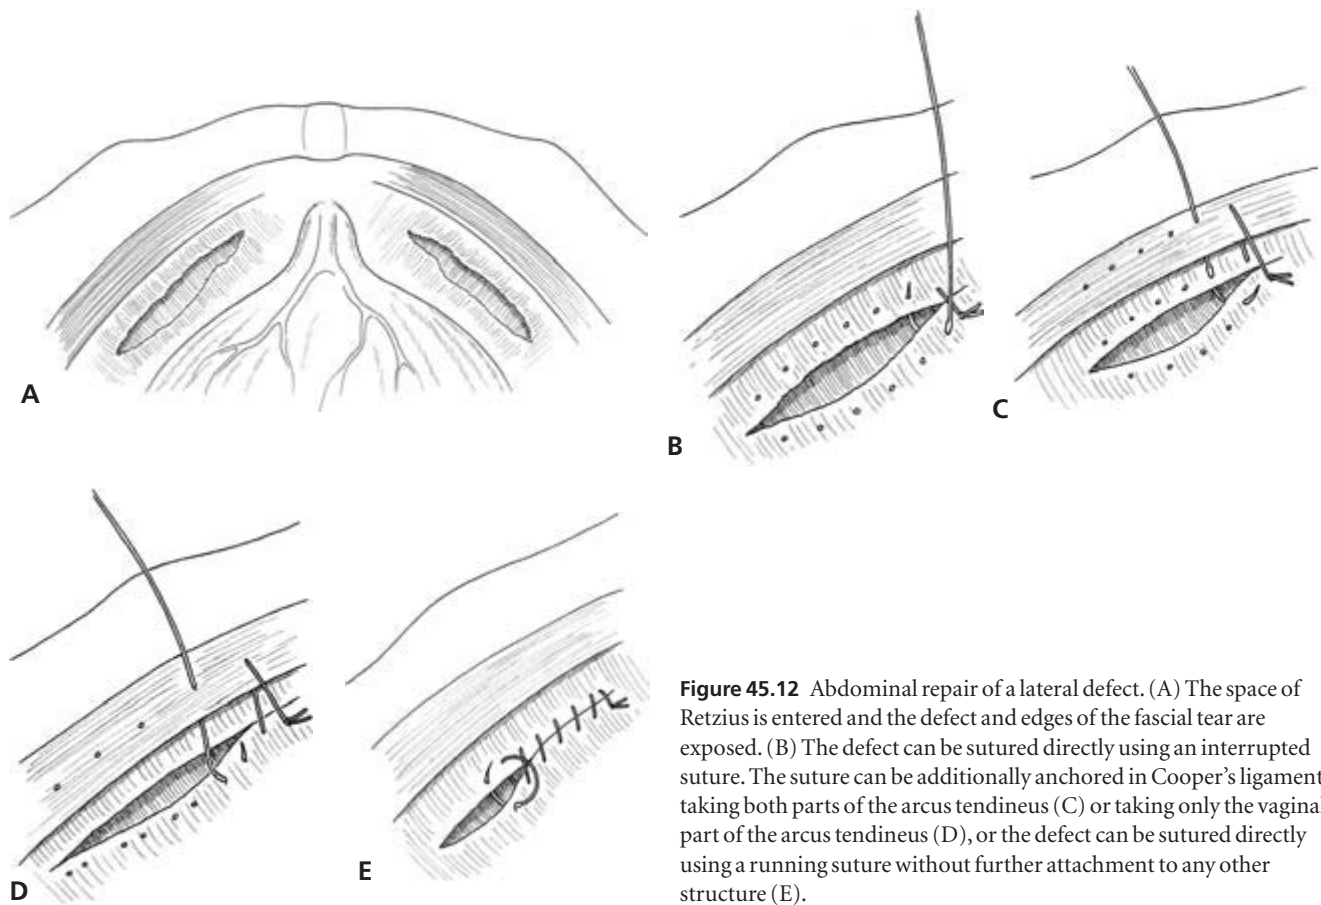 A
B
C
D
E
Figure 45.12 Abdominal repair of a lateral defect. (A) The space of
Retzius is entered and the defect and edges of the fascial tear are
exposed. (B) The defect can be sutured directly using an interrupted
suture. The suture can be additionally anchored in Cooper's ligament
taking both parts of the arcus tendineus (C) or taking only the vagina
part of the arcus tendineus (D), or the defect can be sutured directly
using a running suture without further attachment to any other
structure (E).